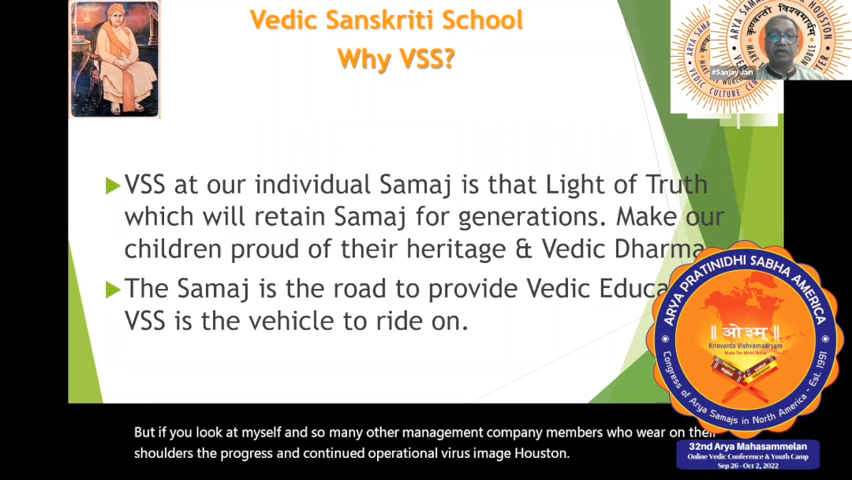 Vedic Sanskriti School
Why VSS?
#Sanjay Jain
VSS at our individual Samaj is that Light of Truth
which will retain Samaj for generations. Make our
children proud of their heritage & Vedic Dharma
The Samaj is the road to provide Vedic Educa
VSS is the vehicle to ride on.
ARYA PRATINIDHI SABHA AMERICA
॥ ओ३म् ॥
Krinvanto Vishvamaaryam
Make The World Noble
Congress of Arya Samajs in North America - Est. 1991
32nd Arya Mahasammelan
Online Vedic Conference & Youth Camp
Sep 26 - Oct 2, 2022
But if you look at myself and so many other management company members who wear on their
shoulders the progress and continued operational virus image Houston.